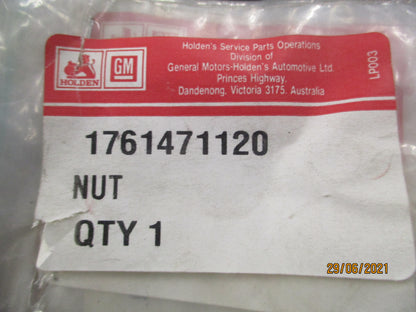 Holden's Service Parts Operations
Division of
General Motors-Holden's Automotive Ltd.
Princes Highway,
Dandenong, Victoria 3175. Australia
LP003
HOLDEN
GM
1761471120
NUT
QTY 1
29/06/2021